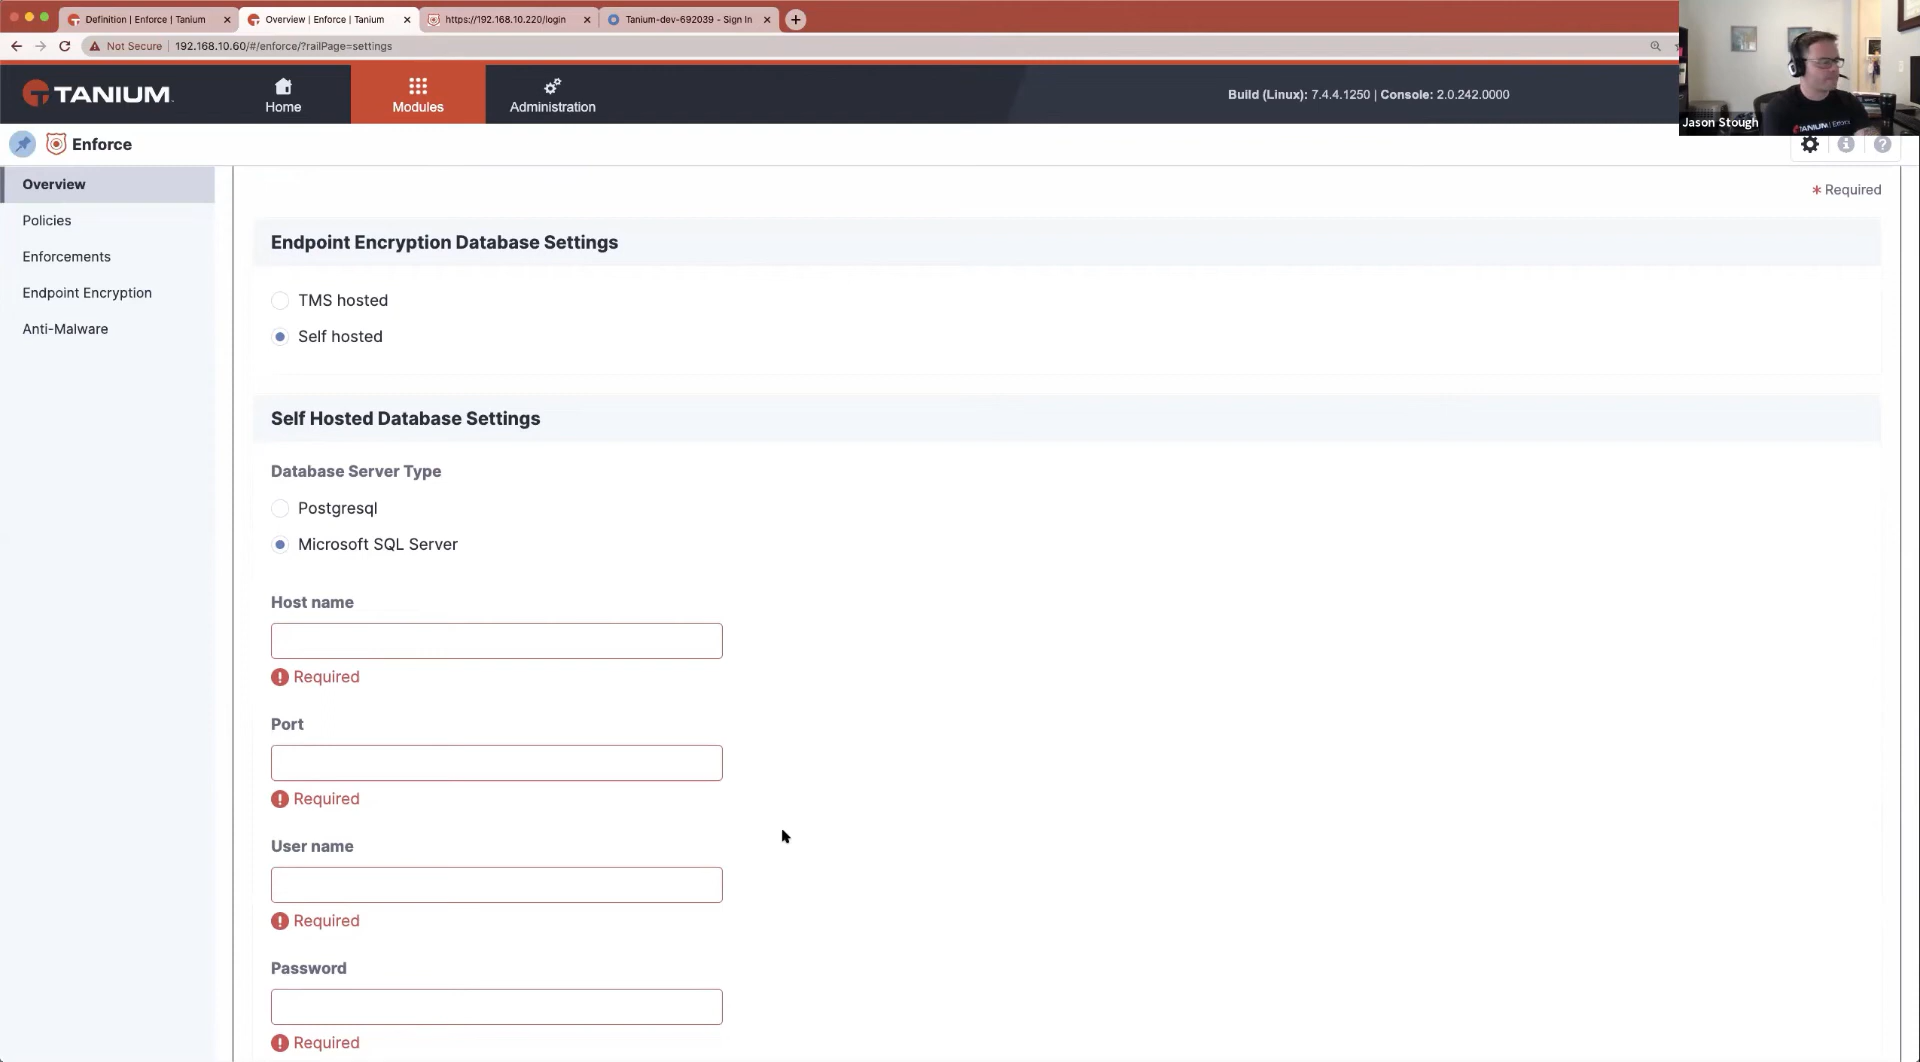 Definition | Enforce | Tanium
Overview | Enforce | Tanium
https://192.168.10.220/login
Tanium-dev-692039 - Sign In
Not Secure
192.168.10.60/#/enforce/?railPage=settings
TANIUM
Home
Modules
Administration
Build (Linux): 7.4.4.1250 | Console: 2.0.242.0000
Jason Stough
TANIUM
Enforce
Overview
Policies
Enforcements
Endpoint Encryption
Anti-Malware
* Required
Endpoint Encryption Database Settings
TMS hosted
Self hosted
Self Hosted Database Settings
Database Server Type
Postgresql
Microsoft SQL Server
Host name
Required
Port
Required
User name
Required
Password
Required